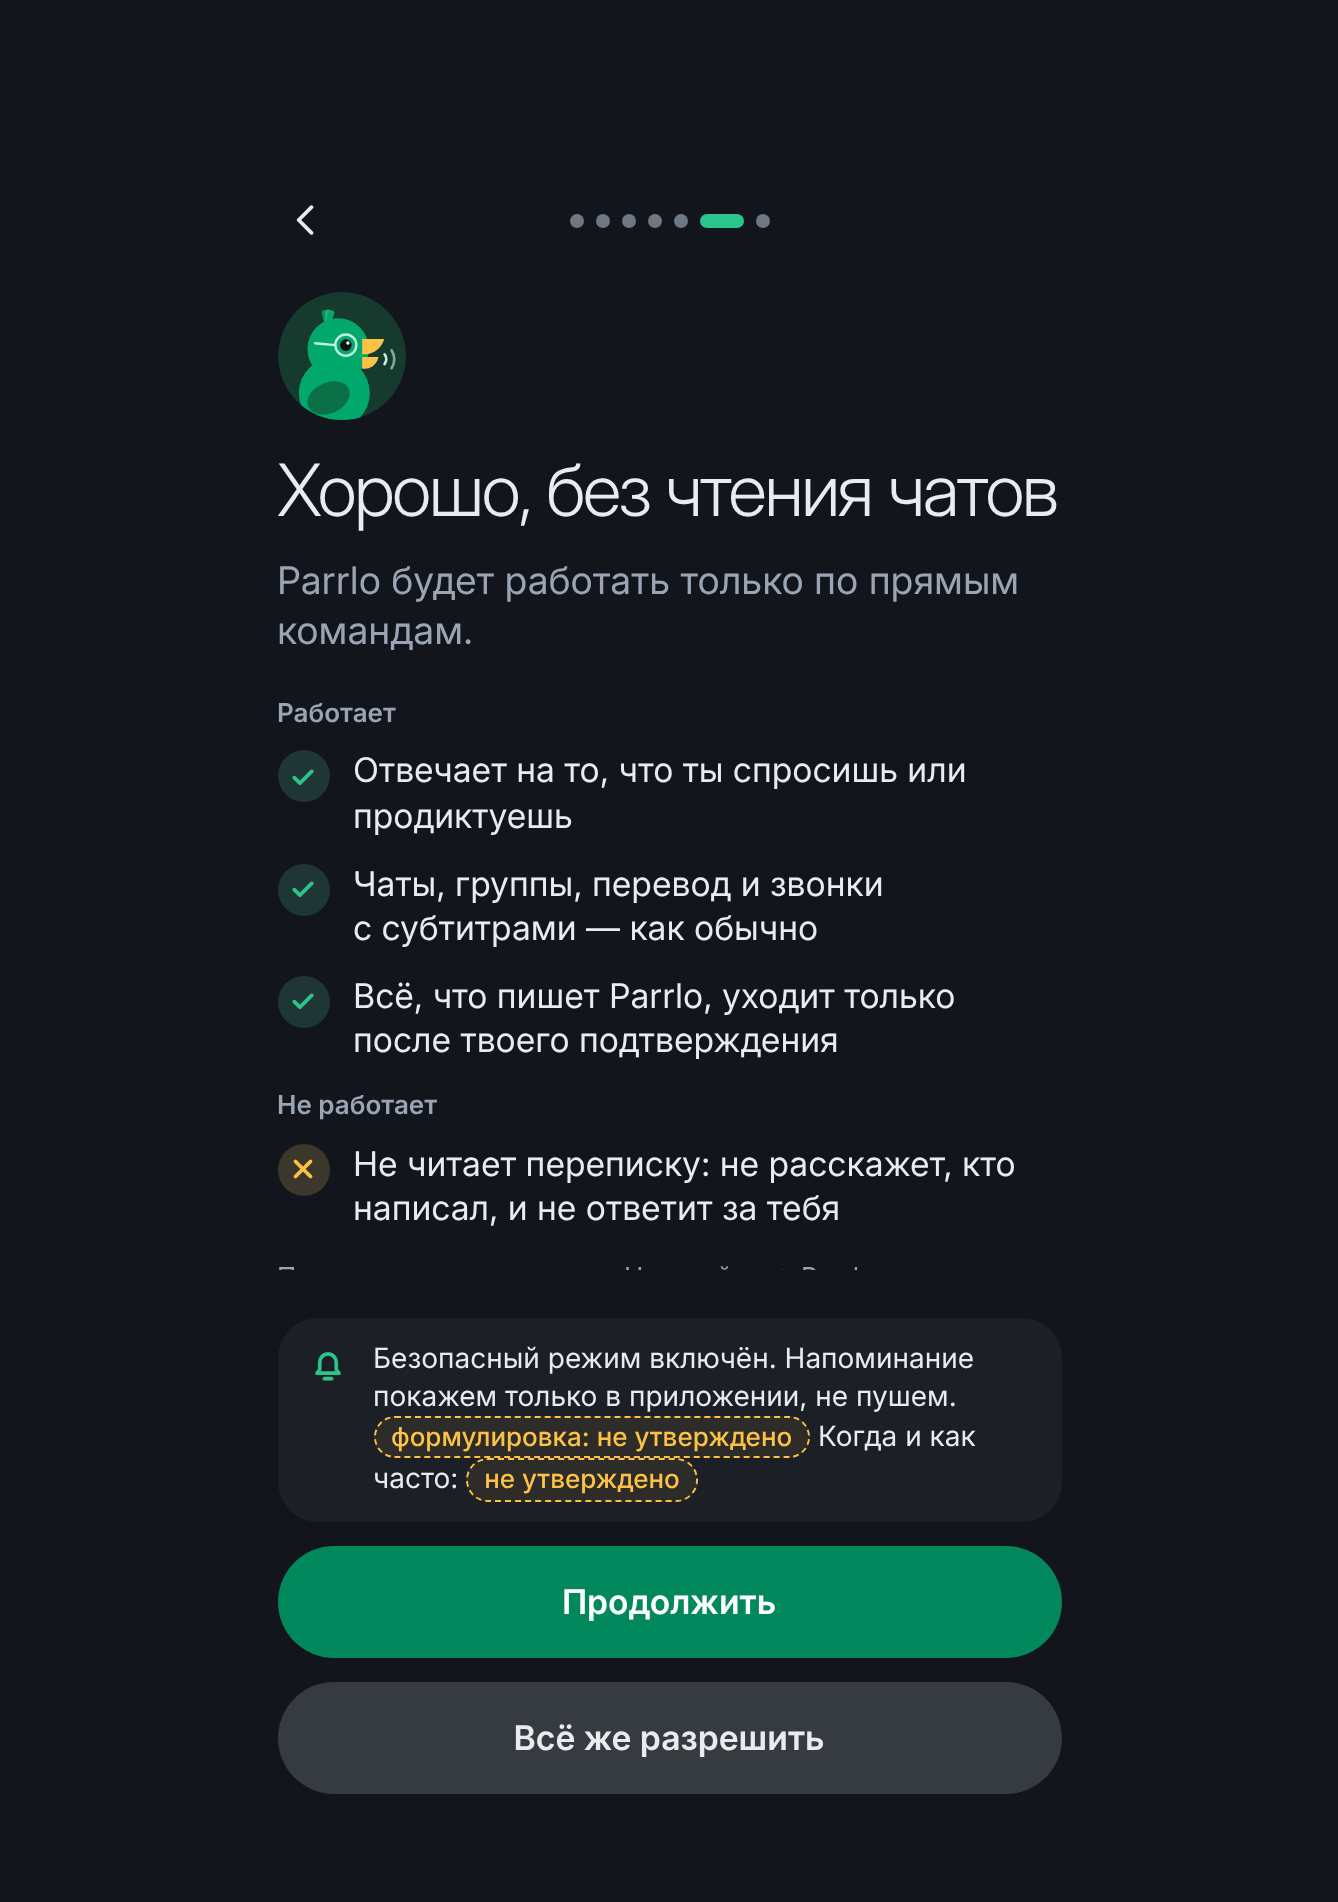 Хорошо, без чтения чатов
Parrlo будет работать только по прямым
командам.
Работает
Отвечает на то, что ты спросишь или
продиктуешь
Чаты, группы, перевод и звонки
с субтитрами — как обычно
Всё, что пишет Parrlo, уходит только
после твоего подтверждения
Не работает
Не читает переписку: не расскажет, кто
написал, и не ответит за тебя
Безопасный режим включён. Напоминание
покажем только в приложении, не пушем.
формулировка: не утверждено Когда и как
часто: не утверждено
Продолжить
Всё же разрешить